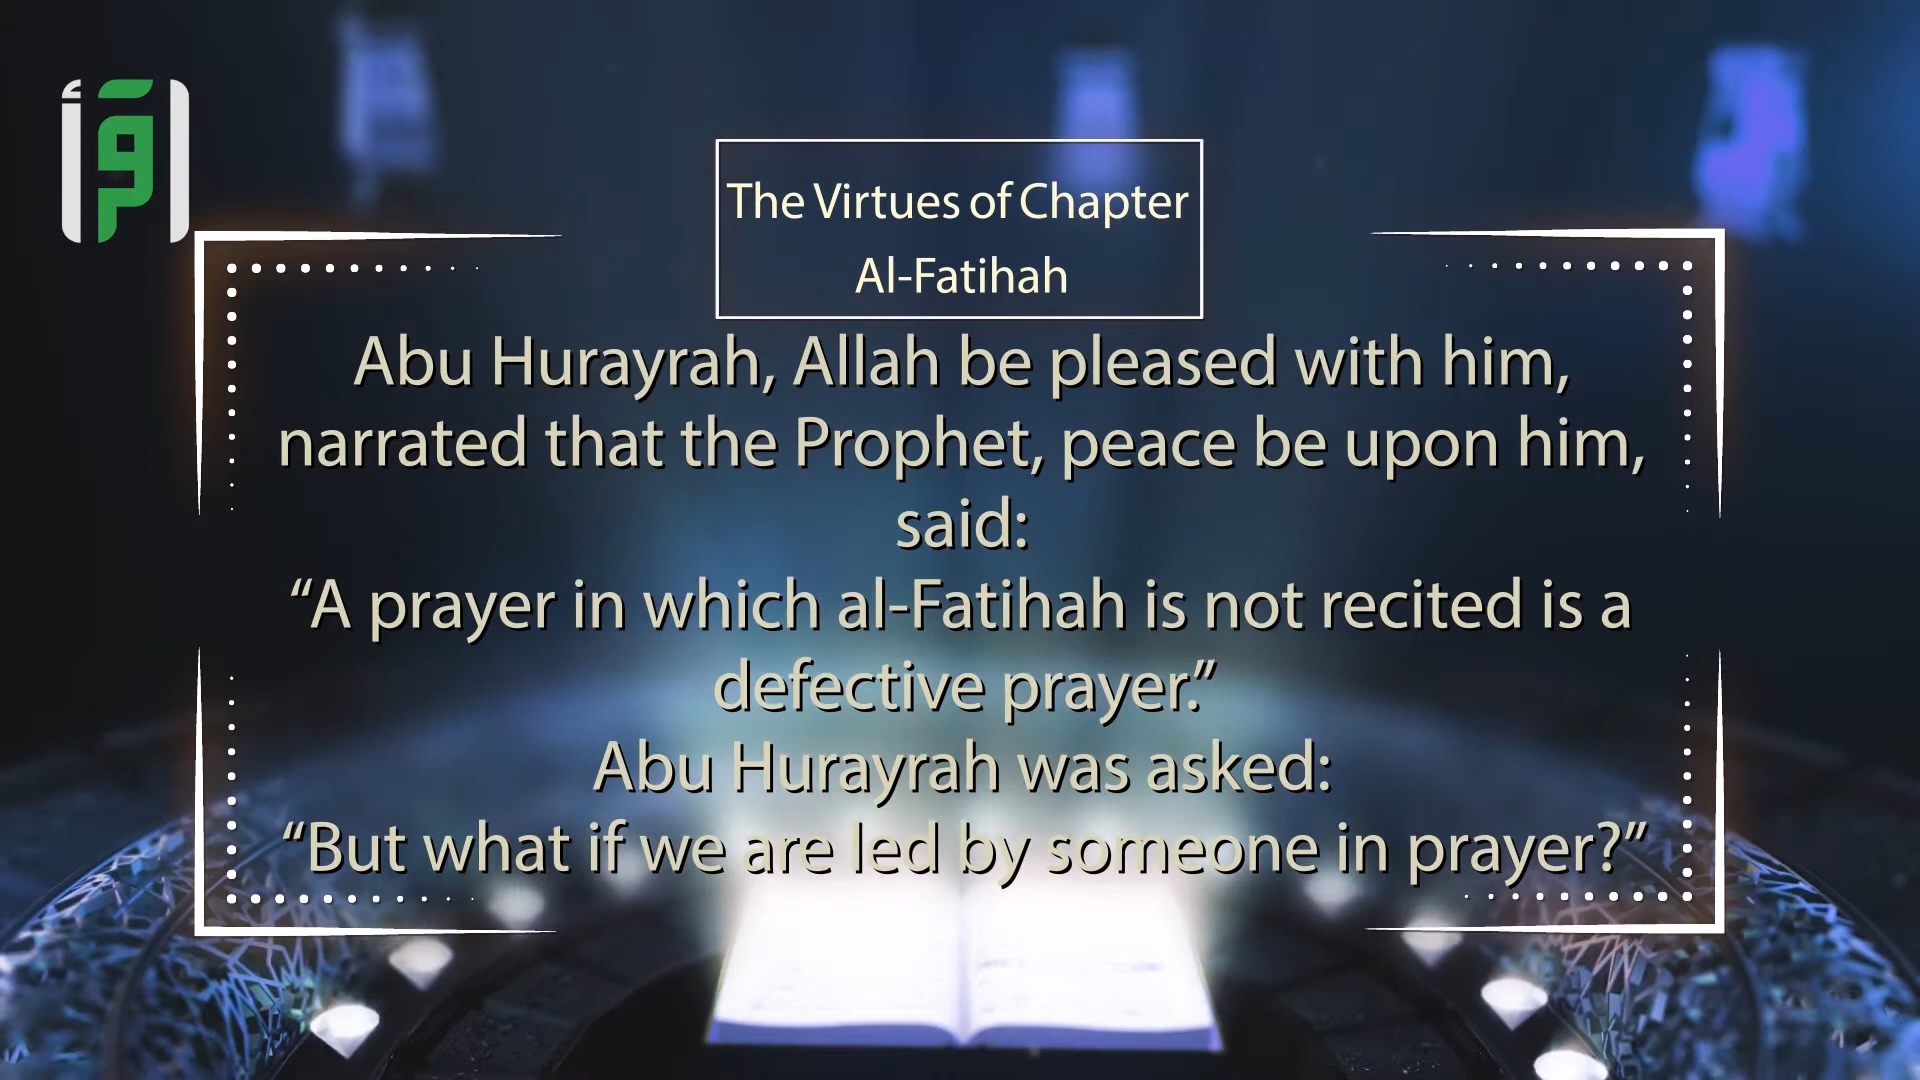 اقرأ
The Virtues of Chapter
Al-Fatihah
Abu Hurayrah, Allah be pleased with him,
narrated that the Prophet, peace be upon him,
said:
“A prayer in which al-Fatihah is not recited is a
defective prayer.”
Abu Hurayrah was asked:
“But what if we are led by someone in prayer?”